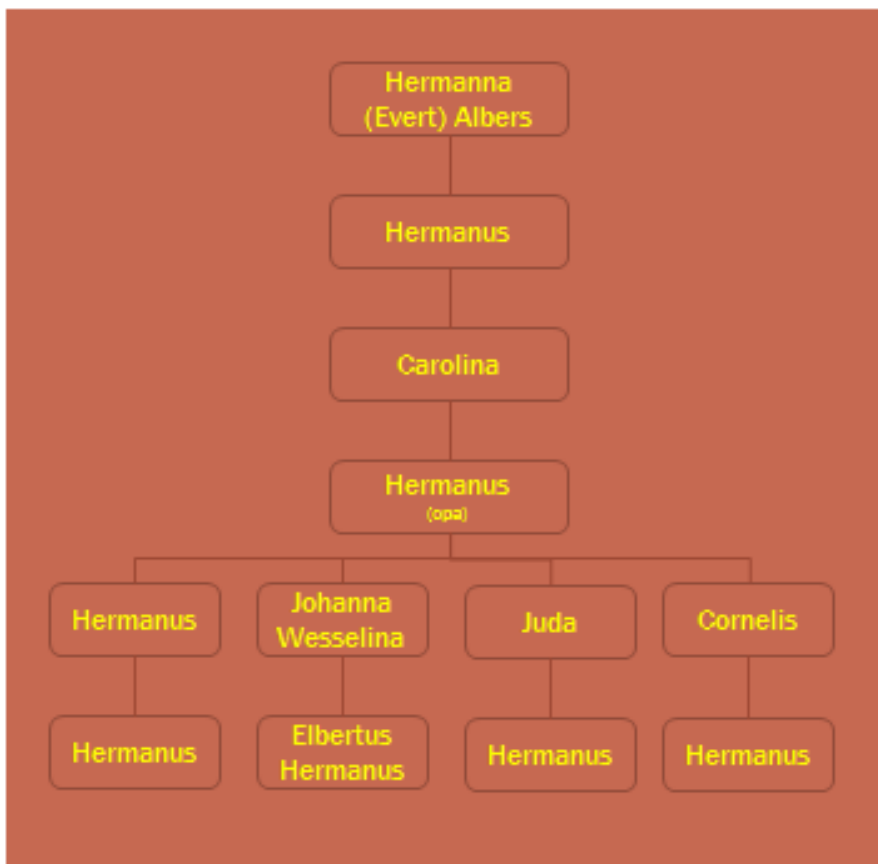 Hermanna
(Evert) Albers
Hermanus
Carolina
Hermanus
(opa)
Hermanus
Johanna
Wesselina
Juda
Cornelis
Hermanus
Elbertus
Hermanus
Hermanus
Hermanus